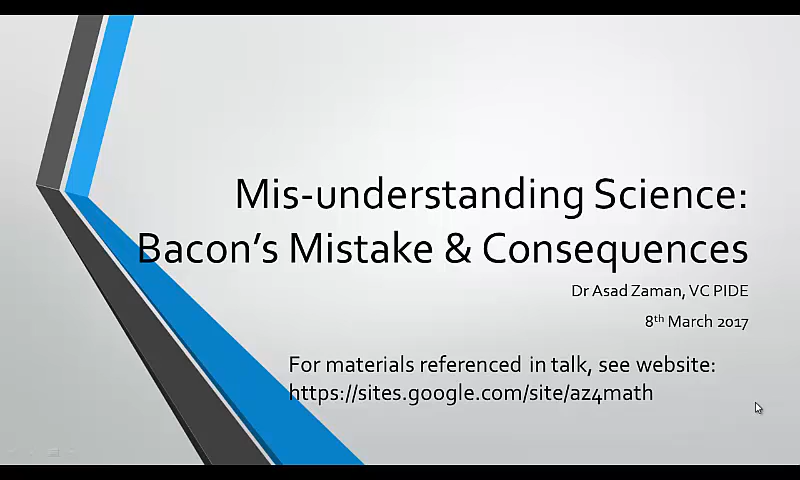 Mis-understanding Science:
Bacon's Mistake & Consequences
Dr Asad Zaman, VC PIDE
8th March 2017
For materials referenced in talk, see website:
https://sites.google.com/site/az4math